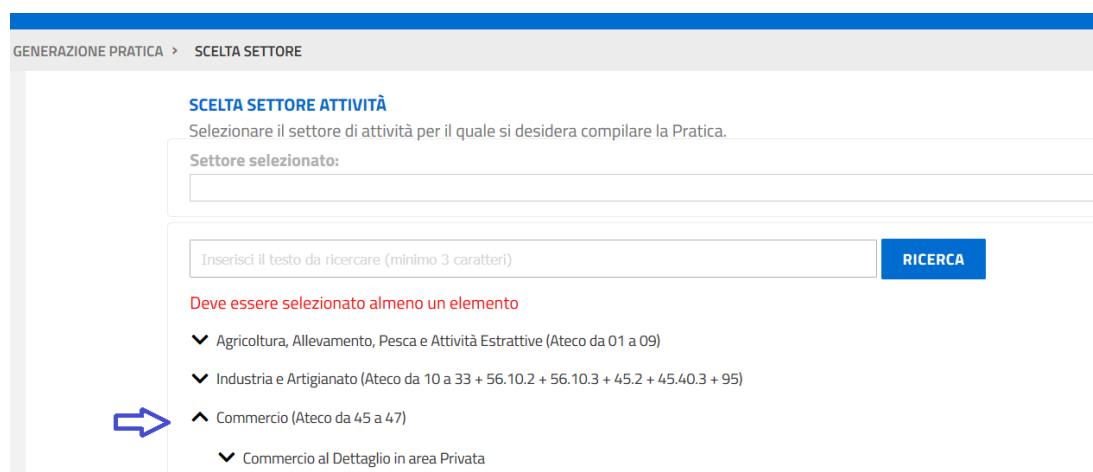 GENERAZIONE PRATICA > SCELTA SETTORE
SCELTA SETTORE ATTIVITÀ
Selezionare il settore di attività per il quale si desidera compilare la Pratica.
Settore selezionato:
Inserisci il testo da ricercare (minimo 3 caratteri)
RICERCA
Deve essere selezionato almeno un elemento
Agricoltura, Allevamento, Pesca e Attività Estrattive (Ateco da 01 a 09)
Industria e Artigianato (Ateco da 10 a 33 + 56.10.2 + 56.10.3 + 45.2 + 45.40.3 + 95)
Commercio (Ateco da 45 a 47)
Commercio al Dettaglio in area Privata